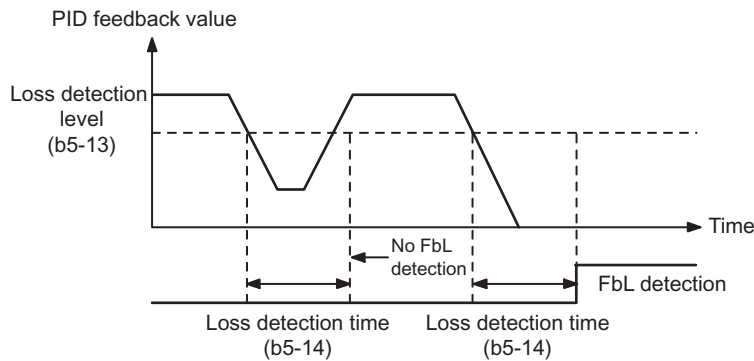 PID feedback value
Loss detection
level
(b5-13)
Time
No FbL
detection
FbL detection
Loss detection time
(b5-14)
Loss detection time
(b5-14)